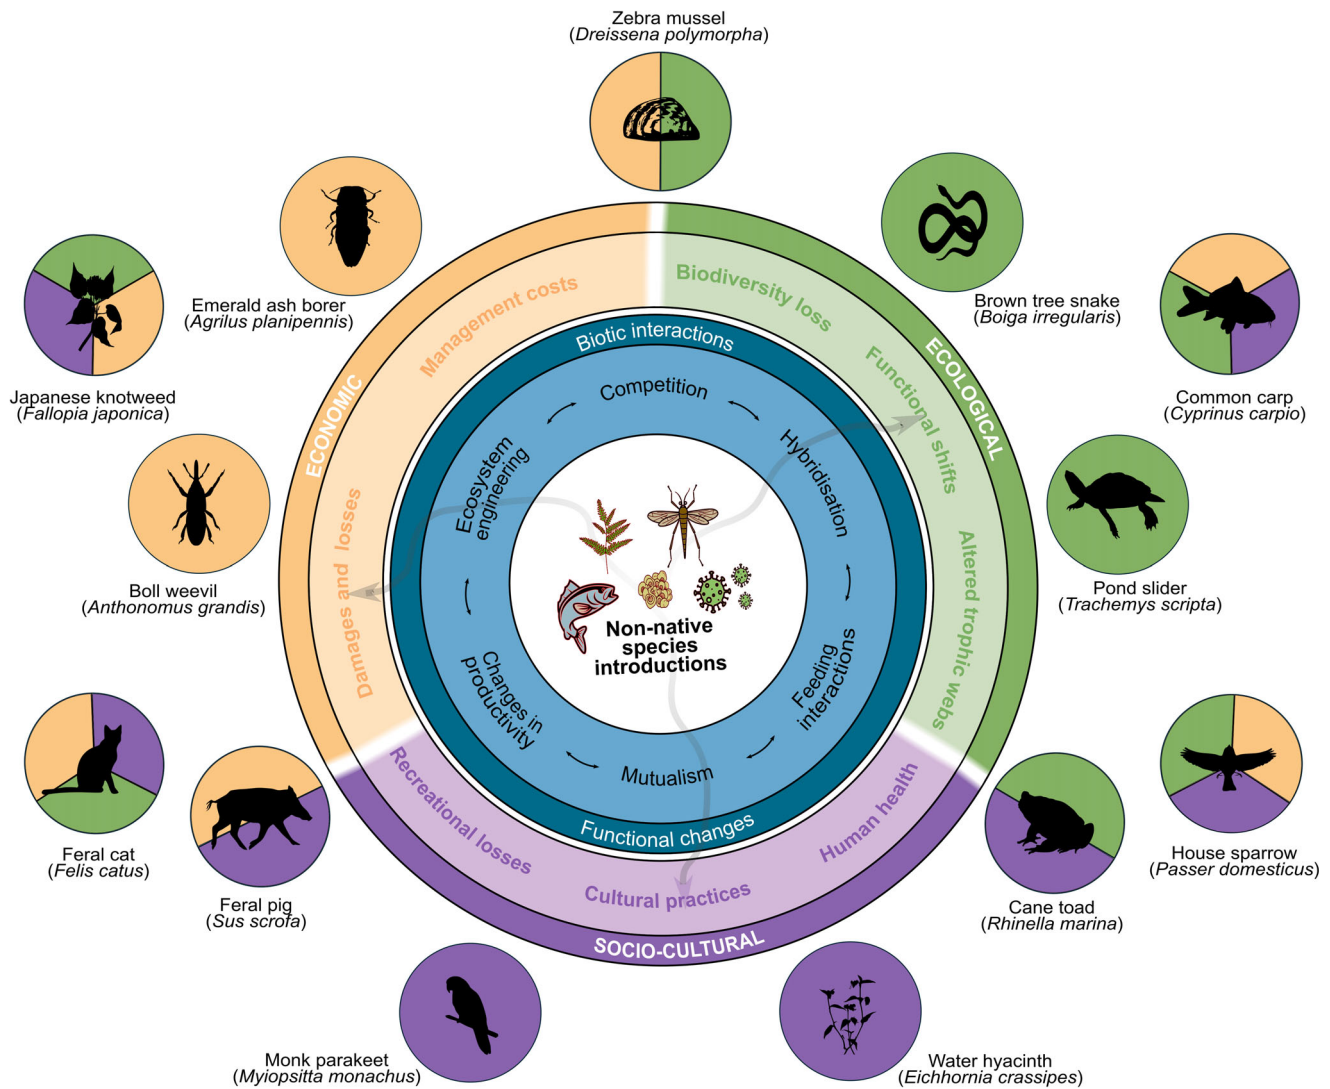 Zebra mussel
(Dreissena polymorpha)
Emerald ash borer
(Agrilus planipennis)
Brown tree snake
(Boiga irregularis)
Japanese knotweed
(Fallopia japonica)
Common carp
(Cyprinus carpio)
Boll weevil
(Anthonomus grandis)
Pond slider
(Trachemys scripta)
Feral cat
(Felis catus)
Feral pig
(Sus scrofa)
House sparrow
(Passer domesticus)
Cane toad
(Rhinella marina)
Monk parakeet
(Myiopsitta monachus)
Water hyacinth
(Eichhornia crassipes)
ECONOMIC
Management costs
Damages and losses
ECOLOGICAL
Biodiversity loss
Functional shifts
Altered trophic webs
SOCIO-CULTURAL
Recreational losses
Cultural practices
Human health
Biotic interactions
Competition
Hybridisation
Feeding
interactions
Mutualism
Changes in
productivity
Ecosystem
engineering
Functional changes
Non-native
species
introductions